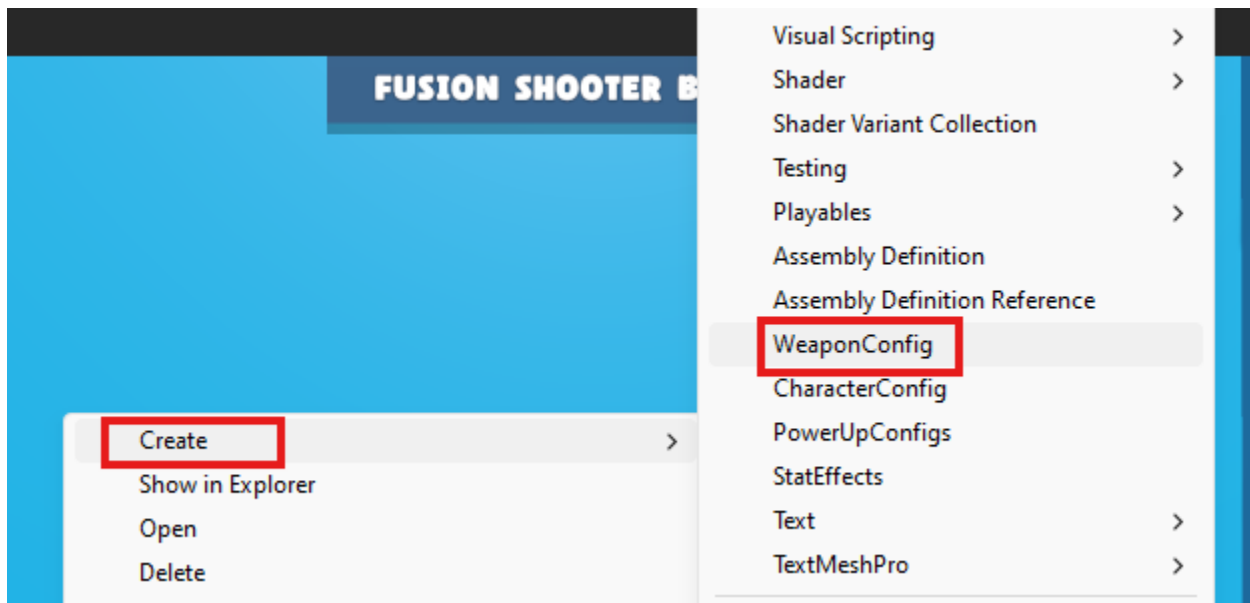 FUSION SHOOTER B
Create
Show in Explorer
Open
Delete
Visual Scripting
Shader
Shader Variant Collection
Testing
Playables
Assembly Definition
Assembly Definition Reference
WeaponConfig
CharacterConfig
PowerUpConfigs
StatEffects
Text
TextMeshPro